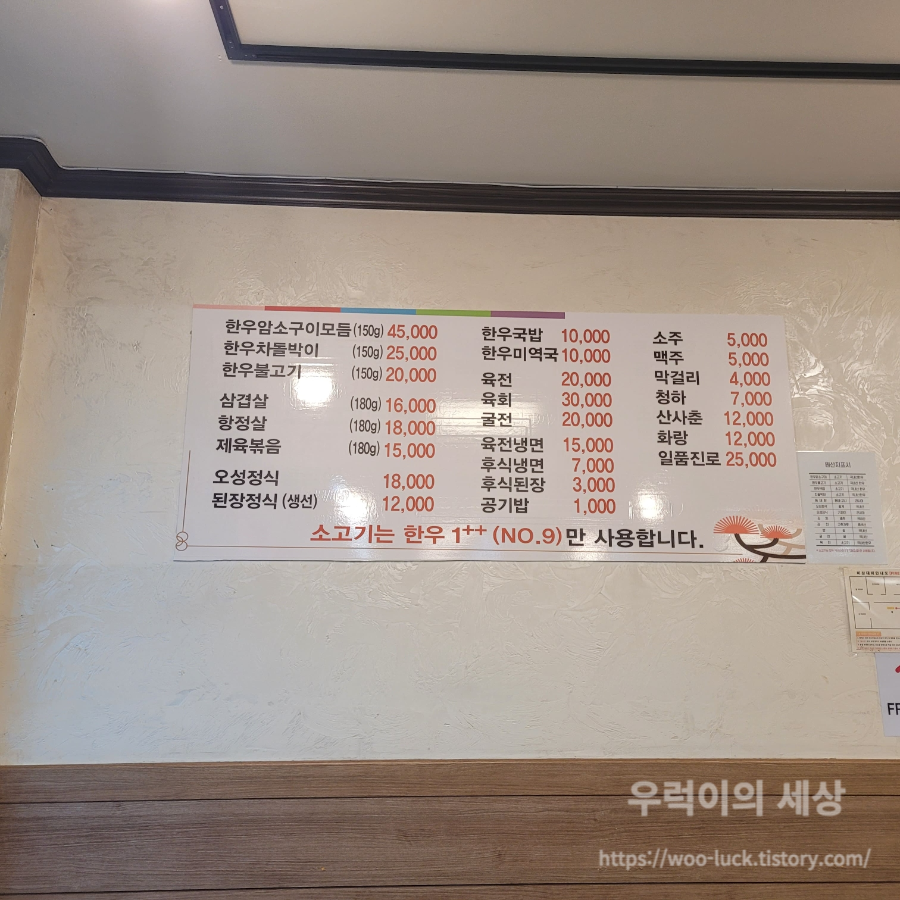 한우암소구이모듬(150g) 45,000
한우차돌박이 (150g) 25,000
한우불고기 (150g) 20,000
삼겹살 (180g) 16,000
항정살 (180g) 18,000
제육볶음 (180g) 15,000
오성정식 18,000
된장정식 (생선) 12,000
한우국밥 10,000
한우미역국 10,000
육전 20,000
육회 30,000
굴전 20,000
육전냉면 15,000
후식냉면 7,000
후식된장 3,000
공기밥 1,000
소주 5,000
맥주 5,000
막걸리 4,000
청하 7,000
산사춘 12,000
화랑 12,000
일품진로 25,000
소고기는 한우 1++ (NO.9)만 사용합니다.
우럭이의 세상
https://woo-luck.tistory.com/